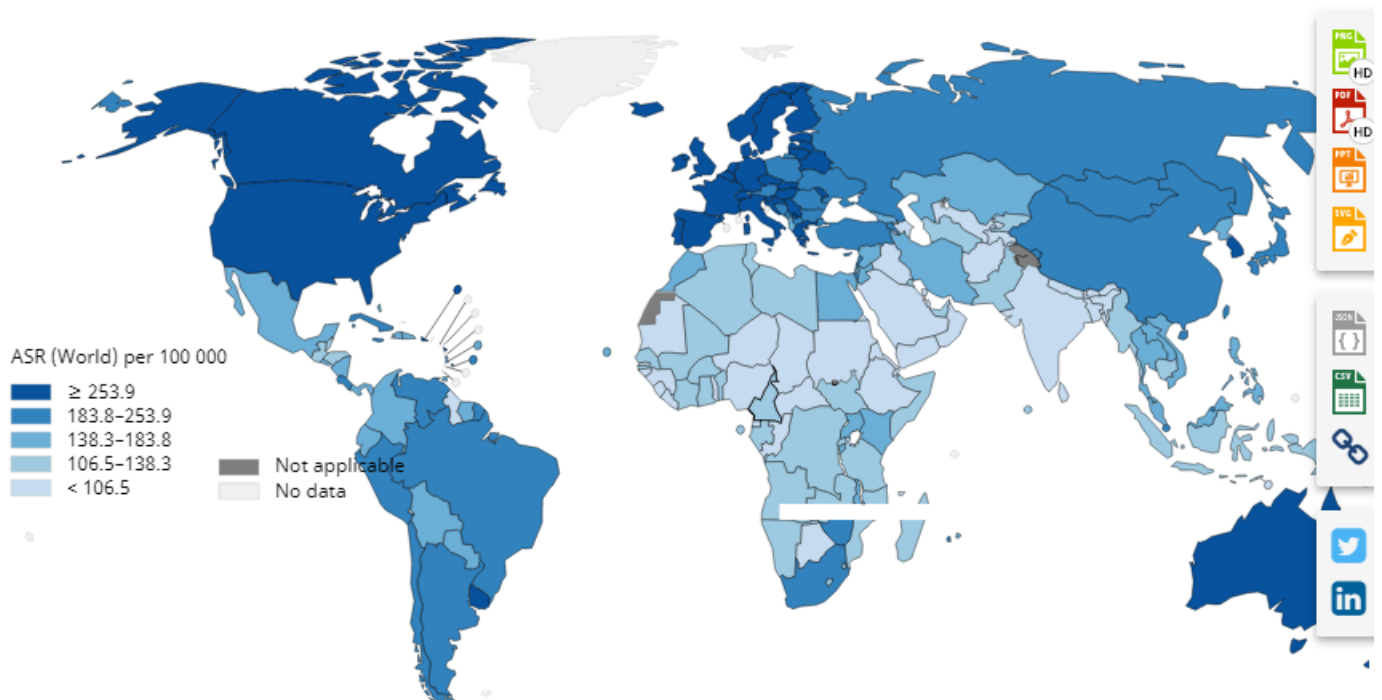 PNG
HD
PDF
HD
PPT
SVG
JSON
CSV
ASR (World) per 100 000
≥ 253.9
183.8–253.9
138.3–183.8
106.5–138.3
< 106.5
Not applicable
No data
in